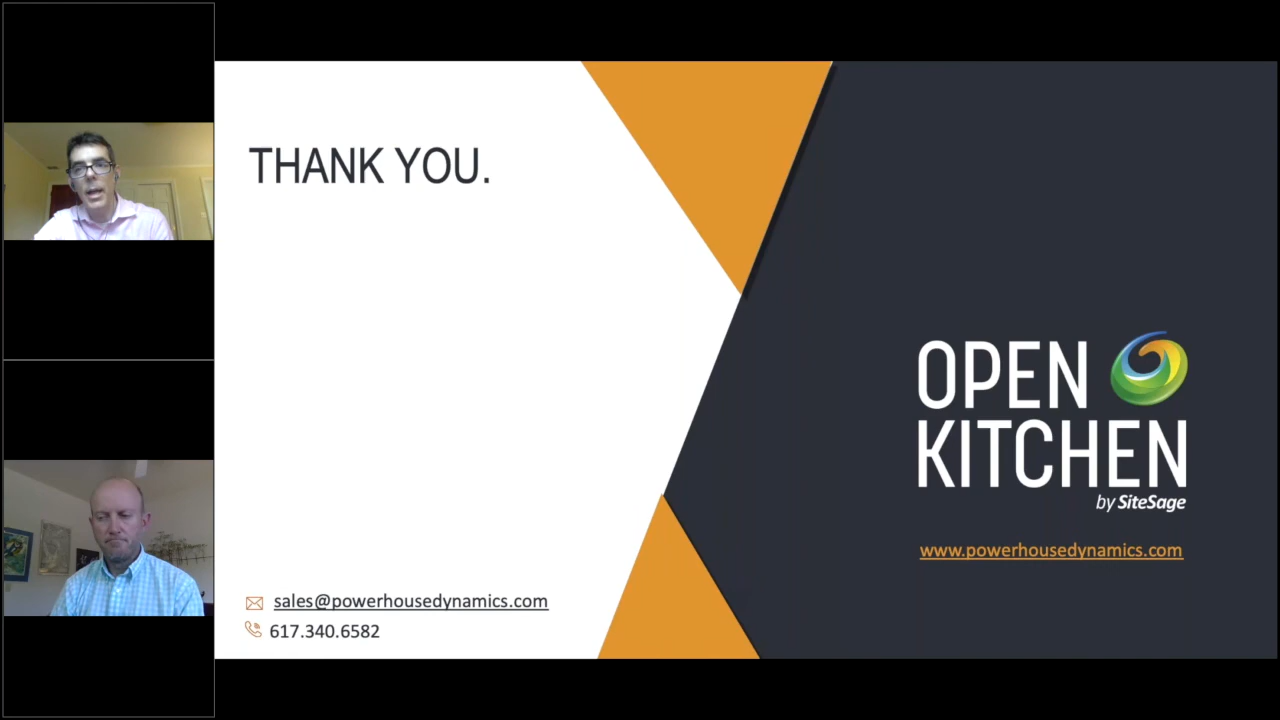 THANK YOU.
OPEN
KITCHEN
by SiteSage
www.powerhousedynamics.com
sales@powerhousedynamics.com
617.340.6582